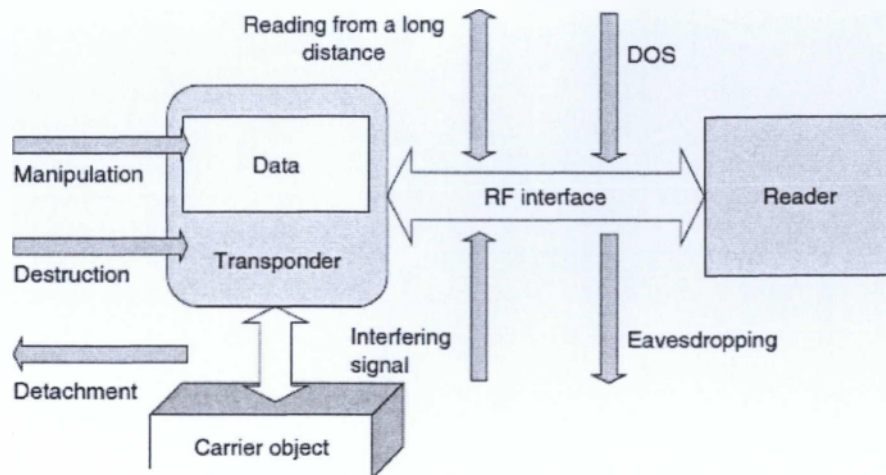 Reading from a long
distance
DOS
Manipulation
Data
RF interface
Reader
Destruction
Transponder
Interfering
signal
Eavesdropping
Detachment
Carrier object